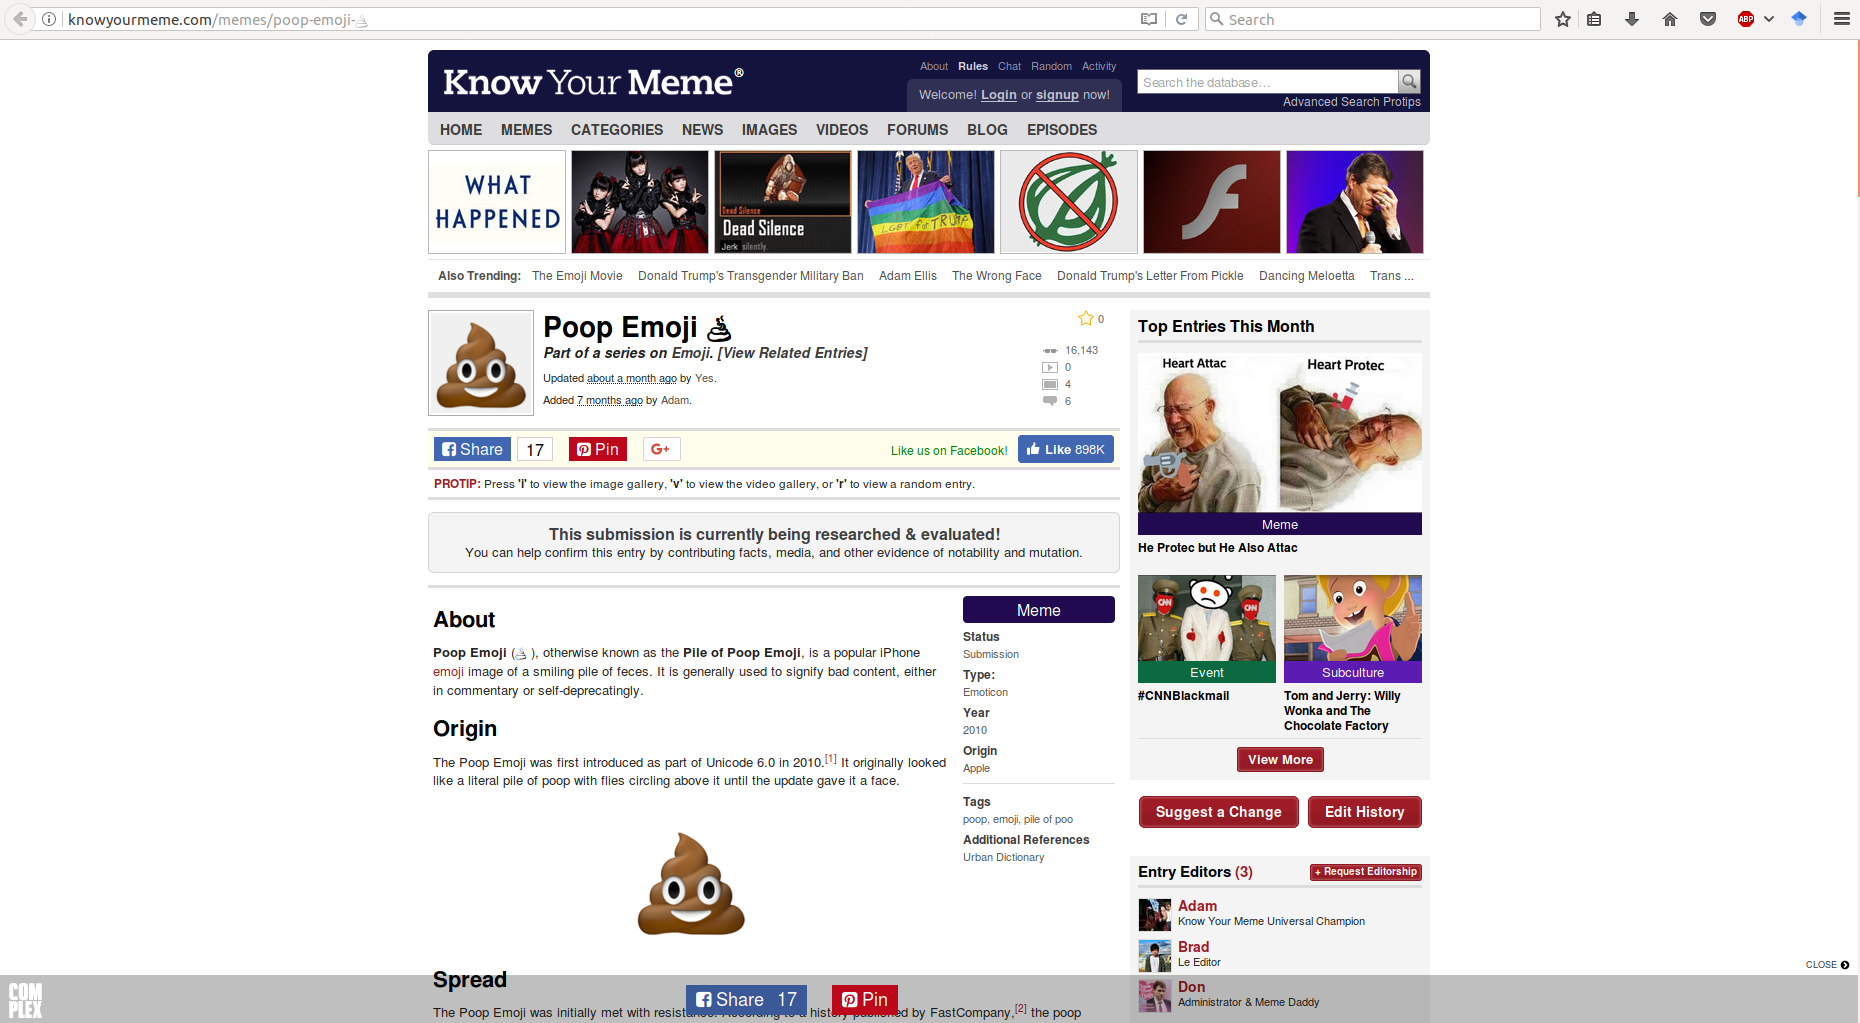 knowyourmeme.com/memes/poop-emoji-💩
Search
ABP
Know Your Meme®
About Rules Chat Random Activity
Welcome! Login or signup now!
Search the database...
Advanced Search Protips
HOME MEMES CATEGORIES NEWS IMAGES VIDEOS FORUMS BLOG EPISODES
WHAT
HAPPENED
Dead Silence
Dead Silence
Jerk silently.
LGBT for TRUMP
Also Trending: The Emoji Movie Donald Trump's Transgender Military Ban Adam Ellis The Wrong Face Donald Trump's Letter From Pickle Dancing Meloetta Trans ...
Poop Emoji 💩
Part of a series on Emoji. [View Related Entries]
Updated about a month ago by Yes.
Added 7 months ago by Adam.
0
16,143
0
4
6
Share 17 Pin G+
Like us on Facebook! Like 898K
PROTIP: Press 'i' to view the image gallery, 'v' to view the video gallery, or 'r' to view a random entry.
This submission is currently being researched & evaluated!
You can help confirm this entry by contributing facts, media, and other evidence of notability and mutation.
About
Poop Emoji (💩 ), otherwise known as the Pile of Poop Emoji, is a popular iPhone
emoji image of a smiling pile of feces. It is generally used to signify bad content, either
in commentary or self-deprecatingly.
Origin
The Poop Emoji was first introduced as part of Unicode 6.0 in 2010.[1] It originally looked
like a literal pile of poop with flies circling above it until the update gave it a face.
Spread
The Poop Emoji was initially met with resistance. According to a history published by FastCompany,[2] the poop
Meme
Status
Submission
Type:
Emoticon
Year
2010
Origin
Apple
Tags
poop, emoji, pile of poo
Additional References
Urban Dictionary
Top Entries This Month
Heart Attac
Heart Protec
Meme
He Protec but He Also Attac
CNN
CNN
Event
#CNNBlackmail
Subculture
Tom and Jerry: Willy
Wonka and The
Chocolate Factory
View More
Suggest a Change
Edit History
Entry Editors (3)
+ Request Editorship
Adam
Know Your Meme Universal Champion
Brad
Le Editor
Don
Administrator & Meme Daddy
CLOSE
COM
PLEX
Share 17
Pin